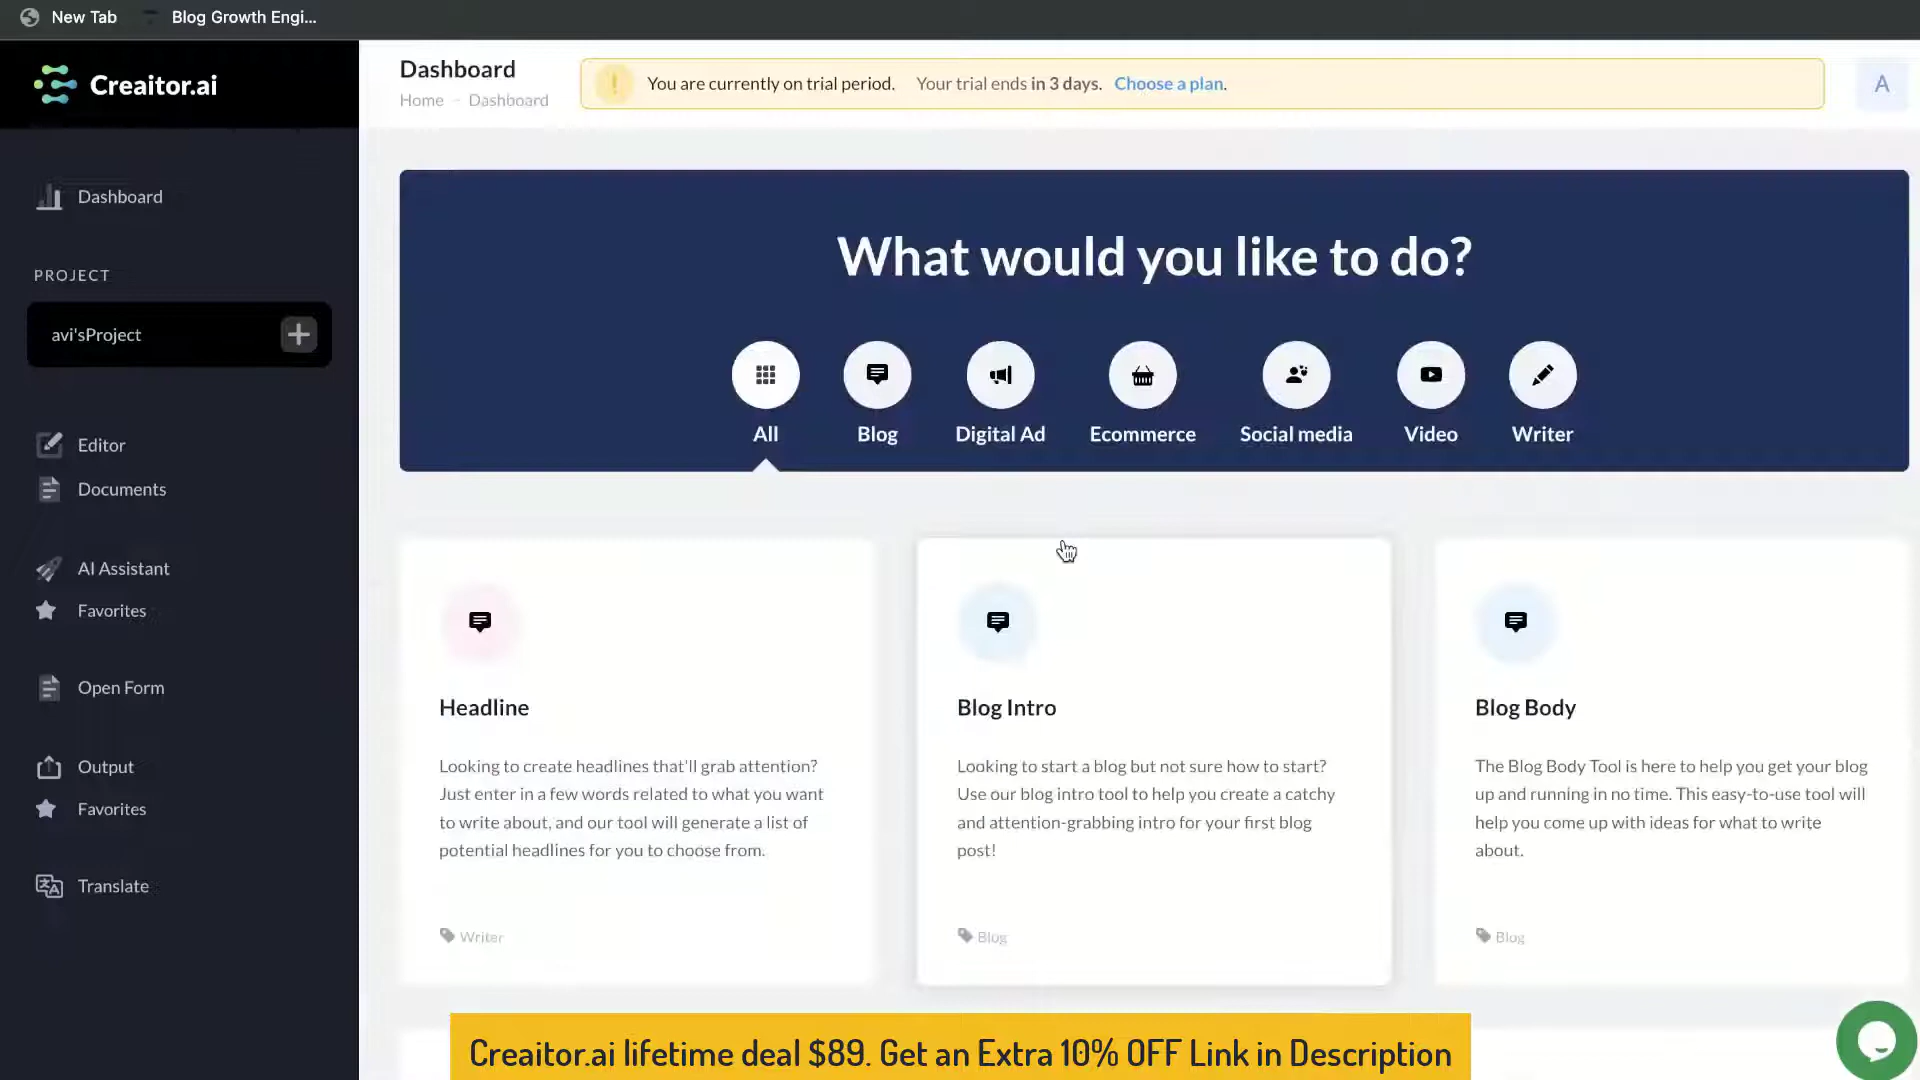 New Tab
Blog Growth Engi...
Creaitor.ai
Dashboard
Home - Dashboard
You are currently on trial period. Your trial ends in 3 days. Choose a plan.
A
Dashboard
PROJECT
avi'sProject
Editor
Documents
AI Assistant
Favorites
Open Form
Output
Favorites
Translate
What would you like to do?
All
Blog
Digital Ad
Ecommerce
Social media
Video
Writer
Headline
Looking to create headlines that'll grab attention?
Just enter in a few words related to what you want
to write about, and our tool will generate a list of
potential headlines for you to choose from.
Writer
Blog Intro
Looking to start a blog but not sure how to start?
Use our blog intro tool to help you create a catchy
and attention-grabbing intro for your first blog
post!
Blog
Blog Body
The Blog Body Tool is here to help you get your blog
up and running in no time. This easy-to-use tool will
help you come up with ideas for what to write
about.
Blog
Creaitor.ai lifetime deal $89. Get an Extra 10% OFF Link in Description